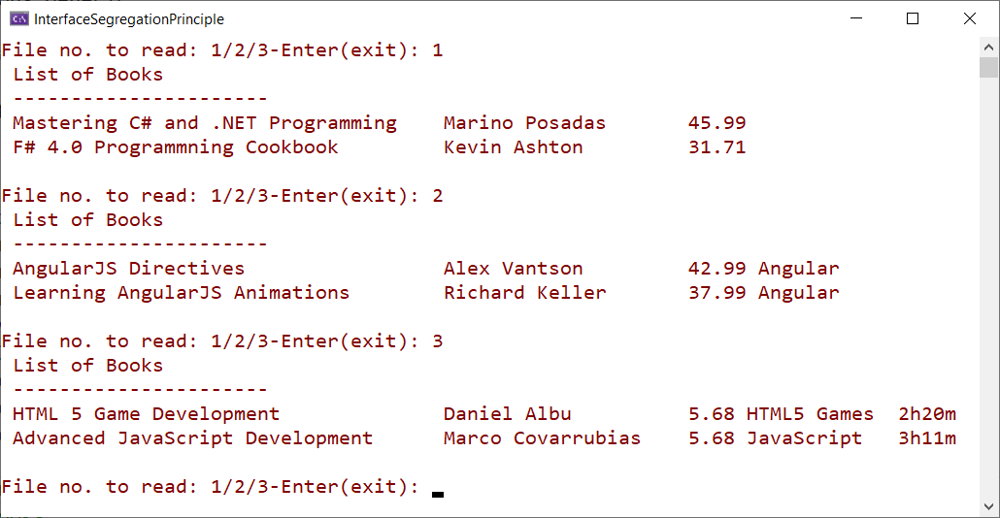 InterfaceSegregationPrinciple
File no. to read: 1/2/3-Enter(exit): 1
List of Books
----------------------
Mastering C# and .NET Programming    Marino Posadas       45.99
F# 4.0 Programmning Cookbook         Kevin Ashton         31.71
File no. to read: 1/2/3-Enter(exit): 2
List of Books
----------------------
AngularJS Directives                 Alex Vantson         42.99 Angular
Learning AngularJS Animations        Richard Keller       37.99 Angular
File no. to read: 1/2/3-Enter(exit): 3
List of Books
----------------------
HTML 5 Game Development              Daniel Albu          5.68 HTML5 Games  2h20m
Advanced JavaScript Development      Marco Covarrubias    5.68 JavaScript   3h11m
File no. to read: 1/2/3-Enter(exit):